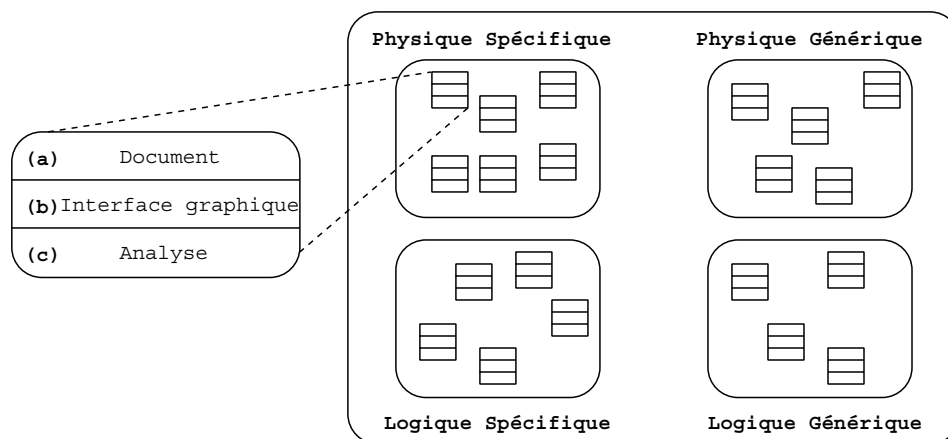 Physique Spécifique
Physique Générique
(a) Document
(b) Interface graphique
(c) Analyse
Logique Spécifique
Logique Générique